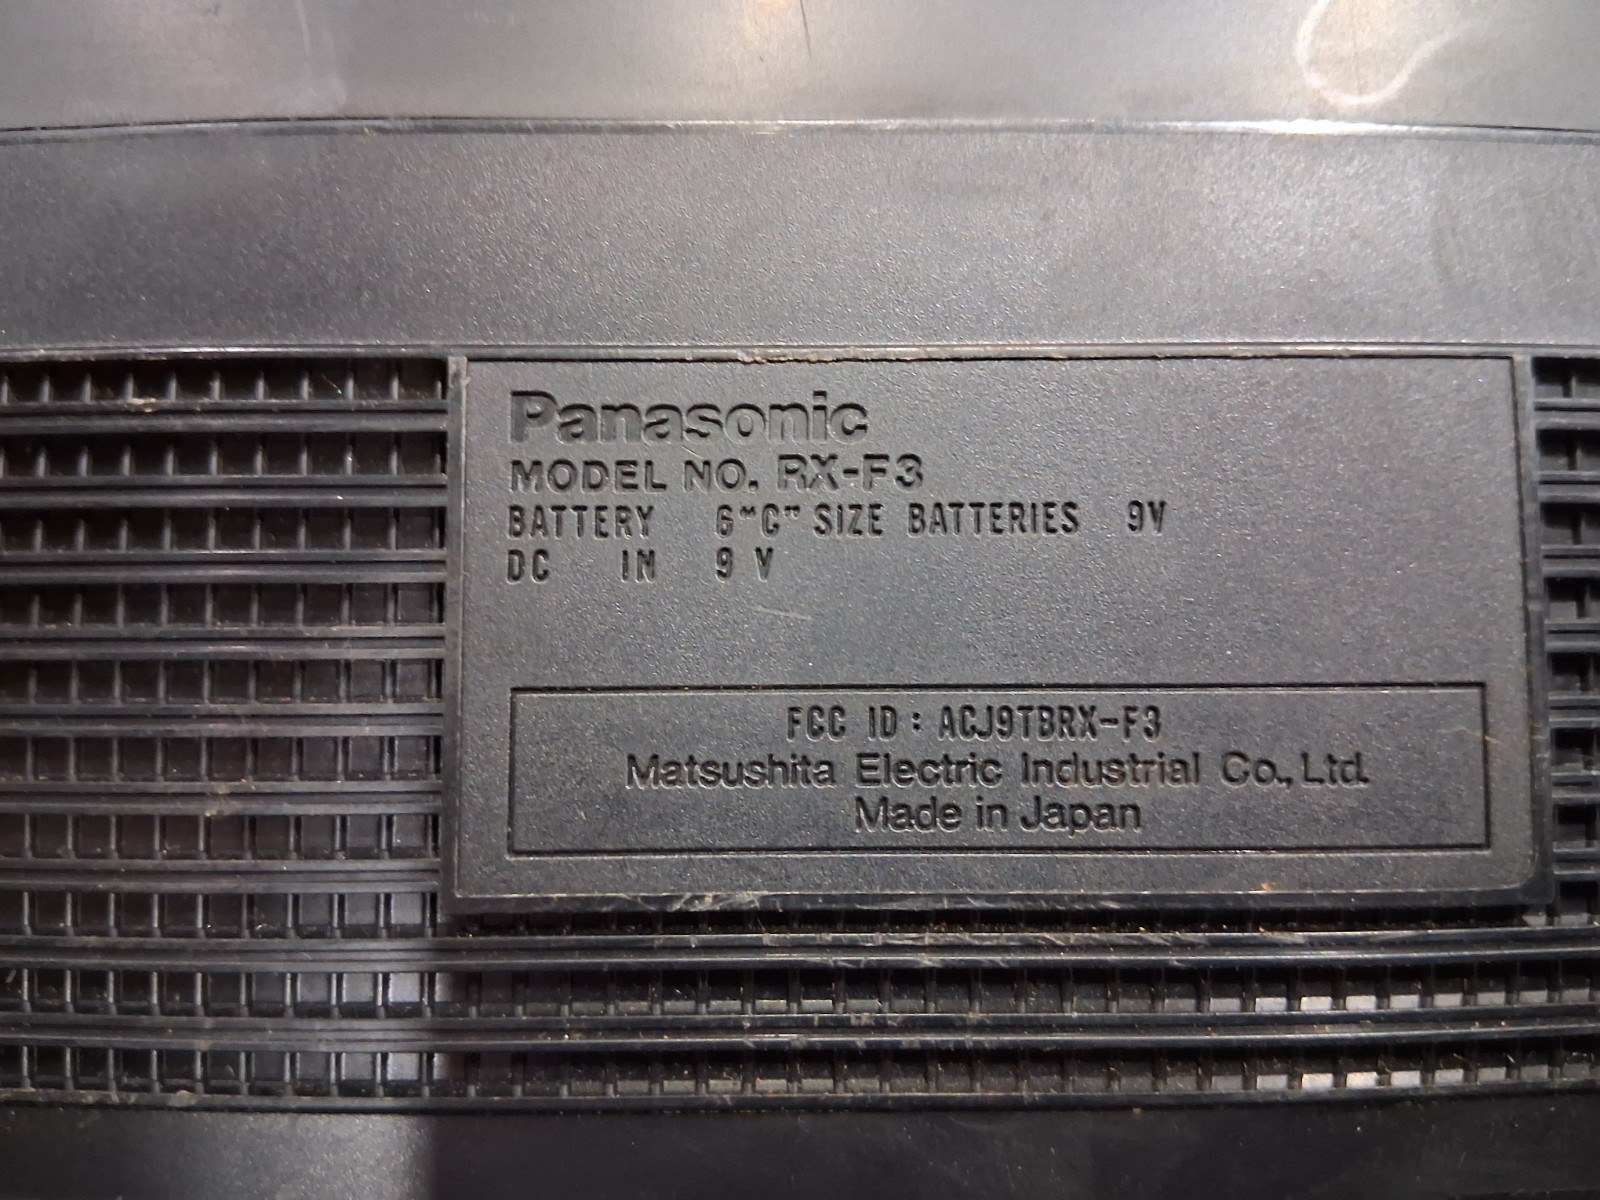 Panasonic
MODEL NO. RX-F3
BATTERY 6"C" SIZE BATTERIES 9V
DC IN 9 V
FCC ID : ACJ9TBRX-F3
Matsushita Electric Industrial Co., Ltd.
Made in Japan